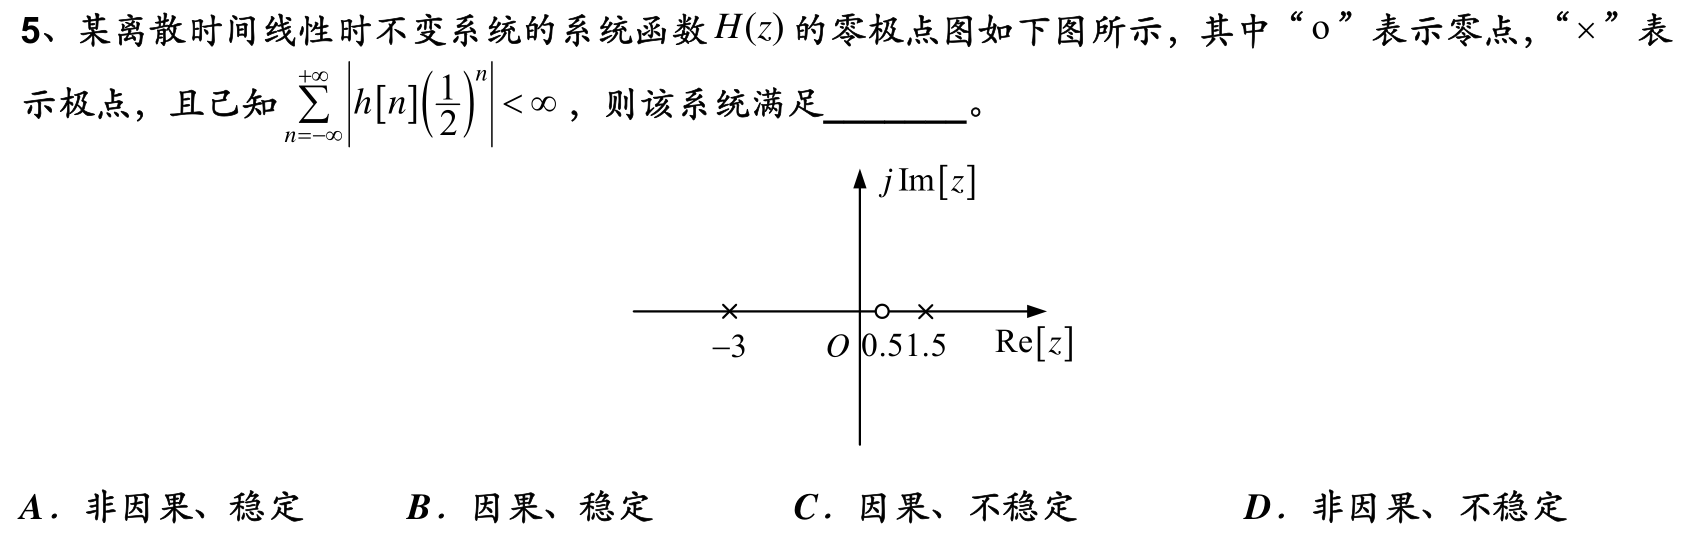 5、某离散时间线性时不变系统的系统函数 H(z) 的零极点图如下图所示，其中“o”表示零点，“×”表
示极点，且已知 $\sum_{n=-\infty}^{+\infty}\left|h[n]\left(\frac{1}{2}\right)^n\right|<\infty$，则该系统满足________。
j Im[z]
−3 O 0.5 1.5 Re[z]
A．非因果、稳定 B．因果、稳定 C．因果、不稳定 D．非因果、不稳定